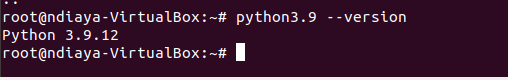 root@ndiaya-VirtualBox:~# python3.9 --version
Python 3.9.12
root@ndiaya-VirtualBox:~#